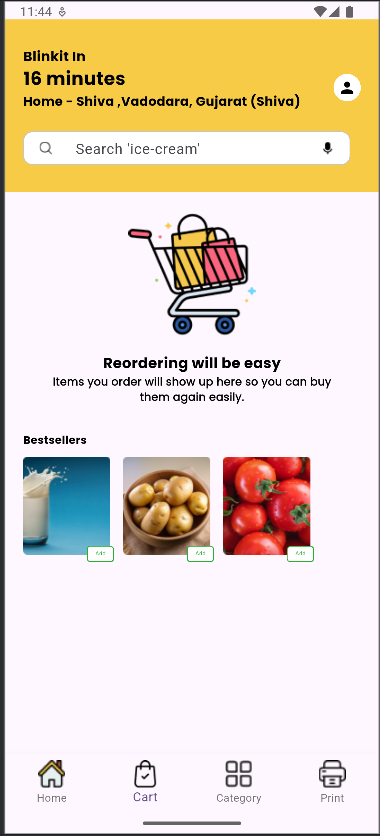 11:44
Blinkit In
16 minutes
Home - Shiva ,Vadodara, Gujarat (Shiva)
Search 'ice-cream'
Reordering will be easy
Items you order will show up here so you can buy
them again easily.
Bestsellers
Add Add Add
Home Cart Category Print